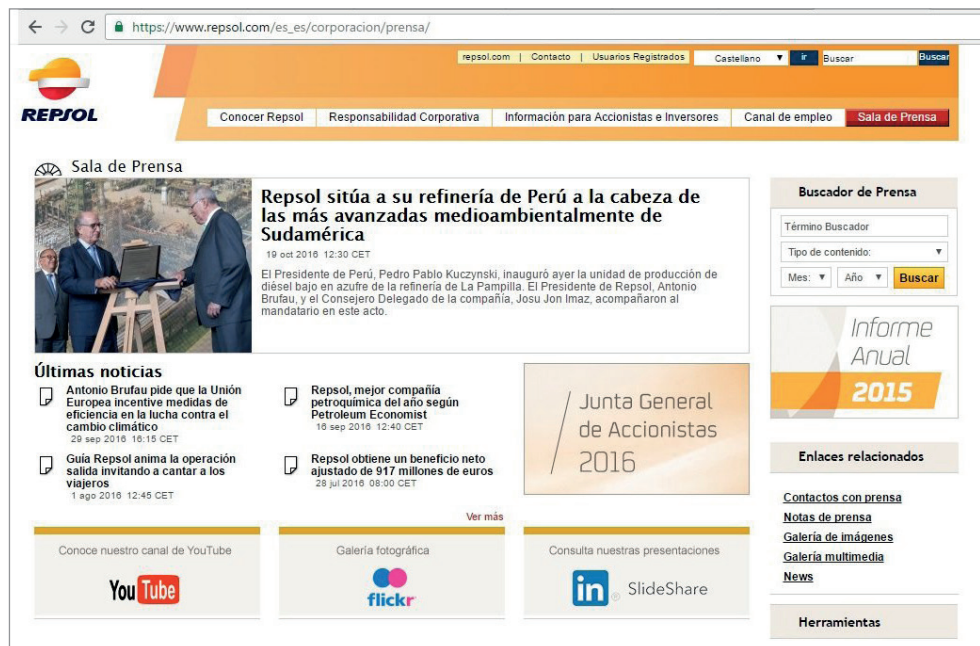 https://www.repsol.com/es_es/corporacion/prensa/
repsol.com | Contacto | Usuarios Registrados
Castellano ▼ ir Buscar Buscar
REPSOL
Conocer Repsol
Responsabilidad Corporativa
Información para Accionistas e Inversores
Canal de empleo
Sala de Prensa
Sala de Prensa
Repsol sitúa a su refinería de Perú a la cabeza de
las más avanzadas medioambientalmente de
Sudamérica
19 oct 2016 12:30 CET
El Presidente de Perú, Pedro Pablo Kuczynski, inauguró ayer la unidad de producción de
diésel bajo en azufre de la refinería de La Pampilla. El Presidente de Repsol, Antonio
Brufau, y el Consejero Delegado de la compañía, Josu Jon Imaz, acompañaron al
mandatario en este acto.
Buscador de Prensa
Término Buscador
Tipo de contenido: ▼
Mes: ▼ Año ▼ Buscar
Informe
Anual
2015
Últimas noticias
Antonio Brufau pide que la Unión
Europea incentive medidas de
eficiencia en la lucha contra el
cambio climático
29 sep 2016 16:15 CET
Guía Repsol anima la operación
salida invitando a cantar a los
viajeros
1 ago 2016 12:45 CET
Repsol, mejor compañía
petroquímica del año según
Petroleum Economist
16 sep 2016 12:40 CET
Repsol obtiene un beneficio neto
ajustado de 917 millones de euros
28 jul 2016 08:00 CET
Ver más
Junta General
de Accionistas
2016
Enlaces relacionados
Contactos con prensa
Notas de prensa
Galería de imágenes
Galería multimedia
News
Herramientas
Conoce nuestro canal de YouTube
YouTube
Galería fotográfica
flickr
Consulta nuestras presentaciones
in SlideShare